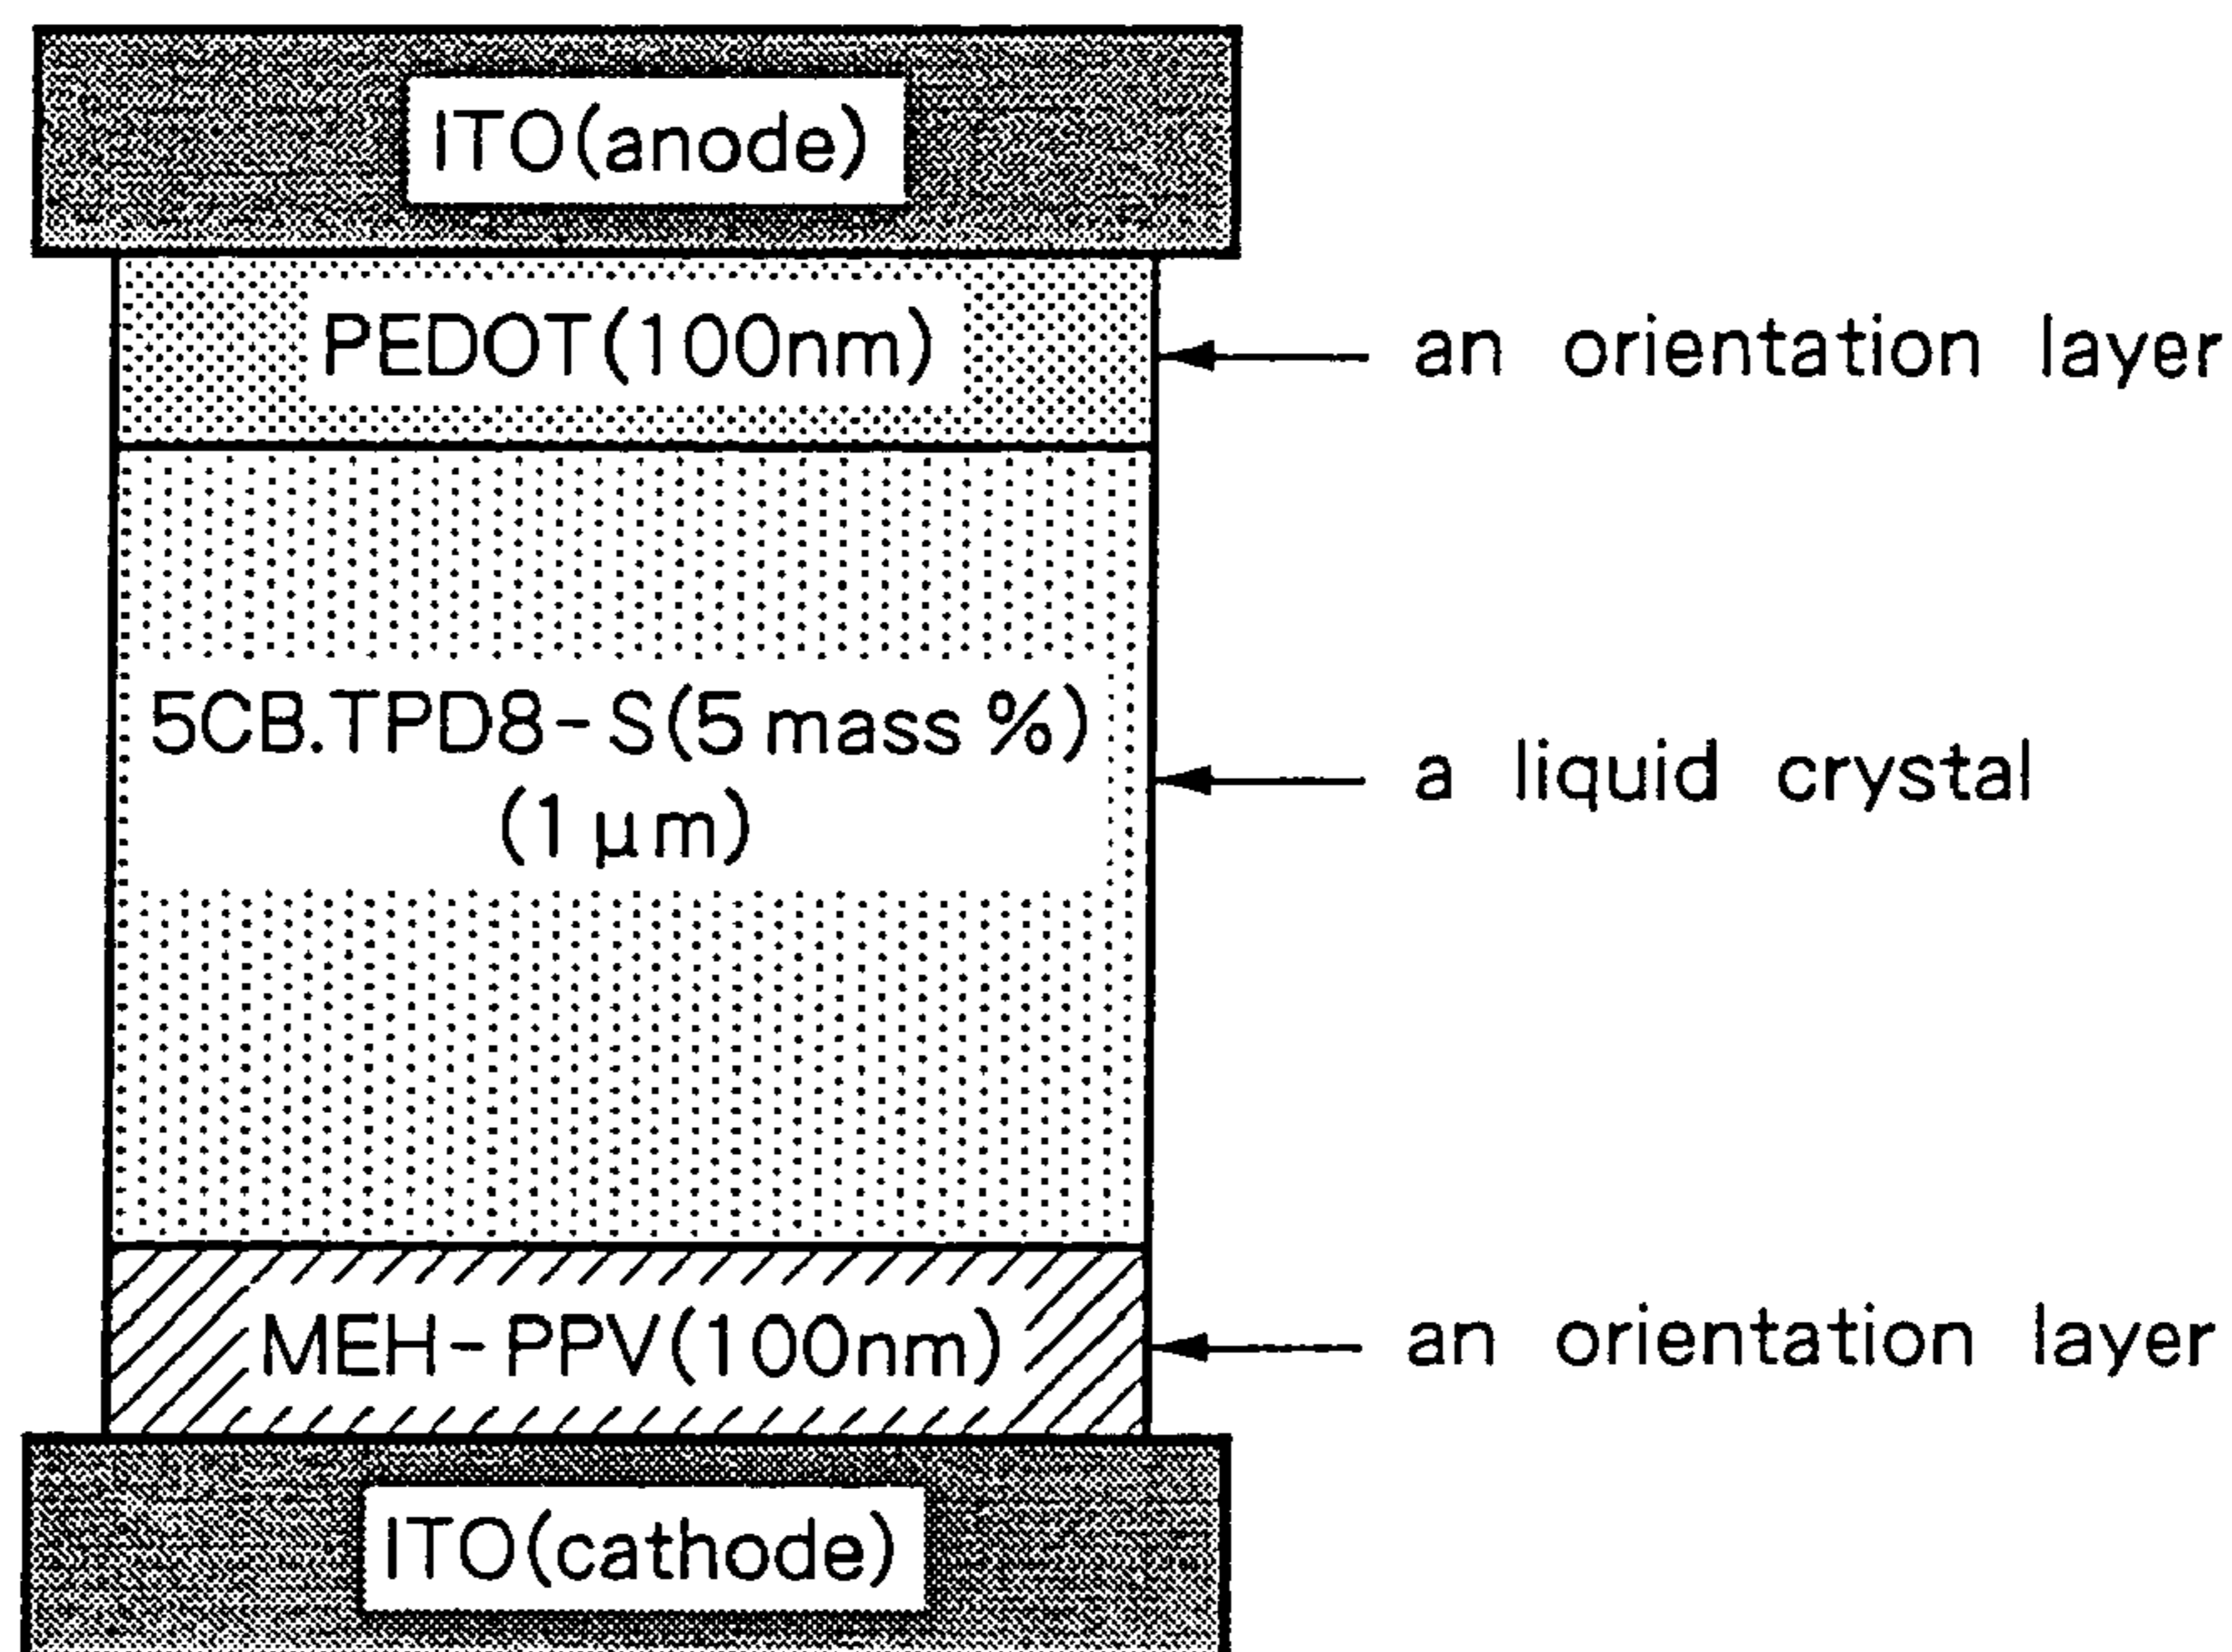 ITO(anode)
PEDOT(100nm)
an orientation layer
5CB.TPD8-S(5 mass %)
(1 μm)
a liquid crystal
MEH-PPV(100nm)
an orientation layer
ITO(cathode)